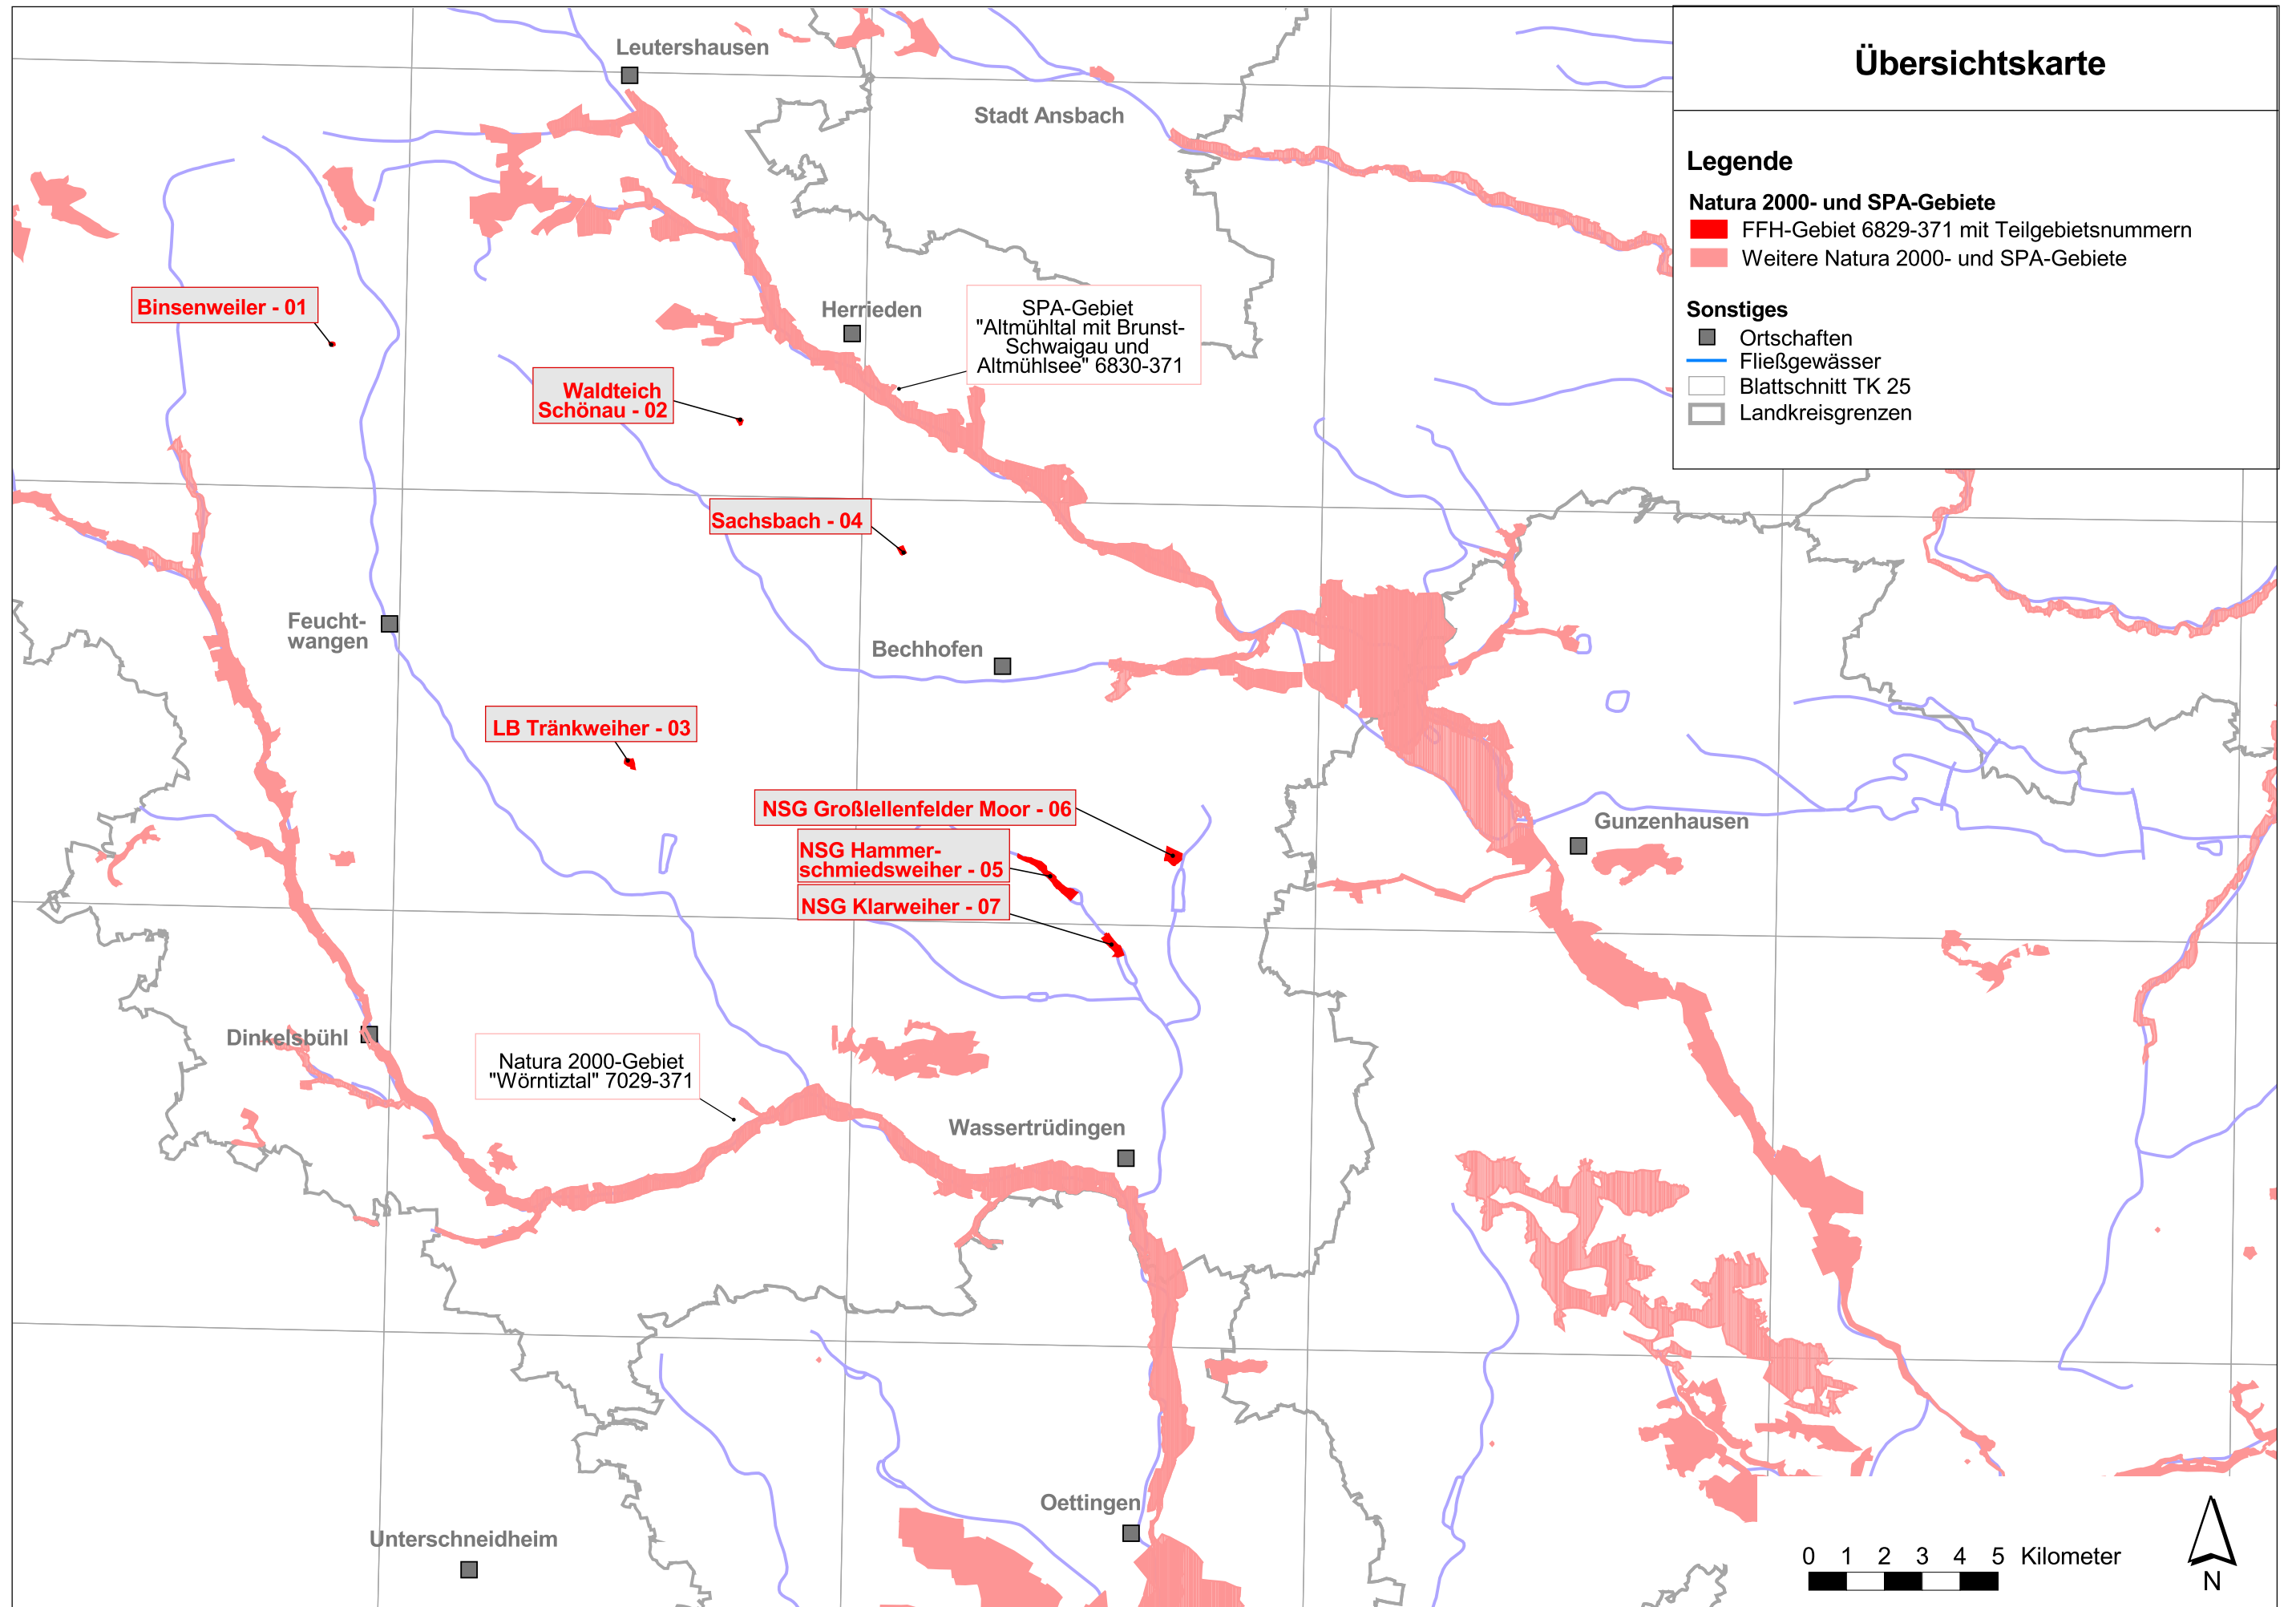 Übersichtskarte
Legende
Natura 2000- und SPA-Gebiete
FFH-Gebiet 6829-371 mit Teilgebietsnummern
Weitere Natura 2000- und SPA-Gebiete
Sonstiges
Ortschaften
Fließgewässer
Blattschnitt TK 25
Landkreisgrenzen
Leutershausen
Stadt Ansbach
Binsenweiler - 01
Herrieden
SPA-Gebiet
"Altmühltal mit Brunst-
Schwaigau und
Altmühlsee" 6830-371
Waldteich
Schönau - 02
Sachsbach - 04
Feucht-
wangen
Bechhofen
LB Tränkweiher - 03
NSG Großlellenfelder Moor - 06
NSG Hammer-
schmiedsweiher - 05
NSG Klarweiher - 07
Gunzenhausen
Dinkelsbühl
Natura 2000-Gebiet
"Wörntiztal" 7029-371
Wassertrüdingen
Oettingen
Unterschneidheim
0 1 2 3 4 5 Kilometer
N